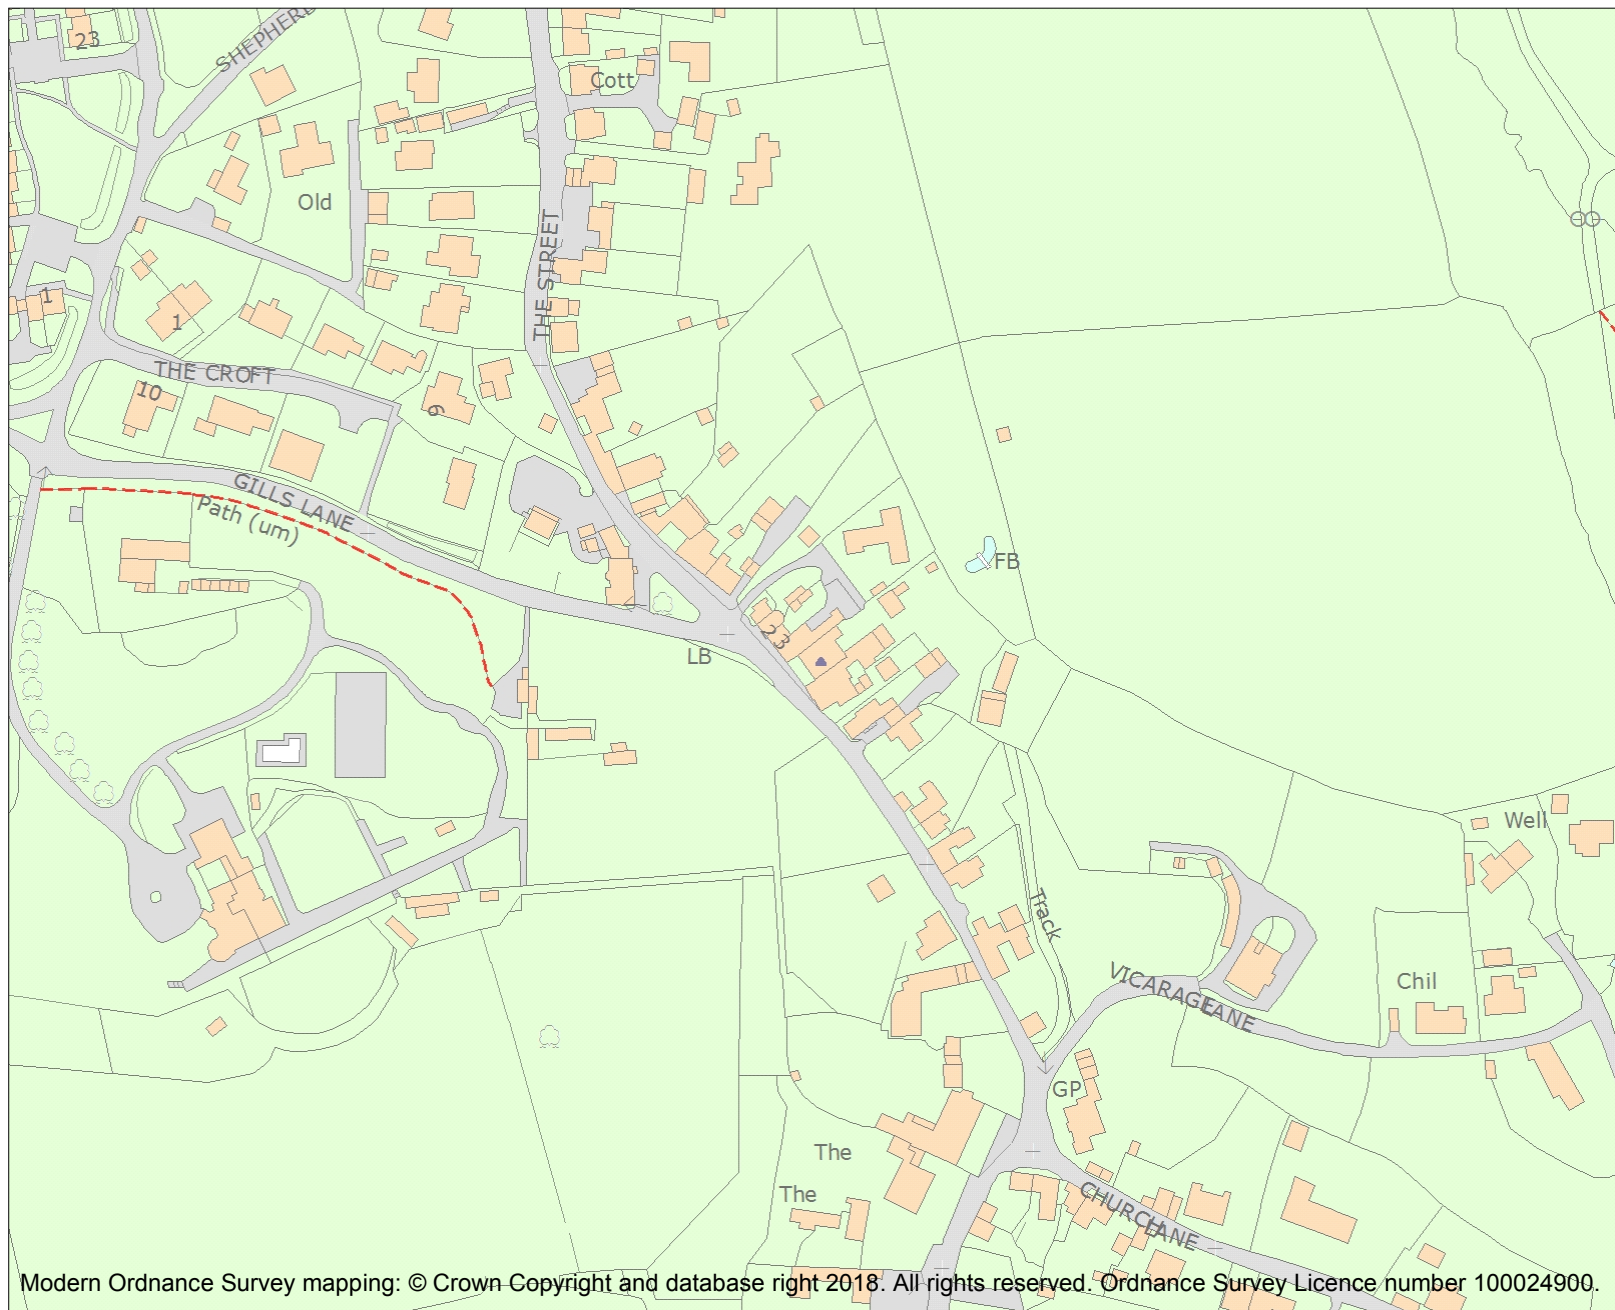 23
SHEPHERD
Cott
Old
THE STREET
1
1
THE CROFT
10
9
GILLS LANE
Path (um)
FB
23
LB
Well
Track
VICARAGE LANE
Chil
GP
The
The
CHURCH LANE
Modern Ordnance Survey mapping: © Crown Copyright and database right 2018. All rights reserved. Ordnance Survey Licence number 100024900.